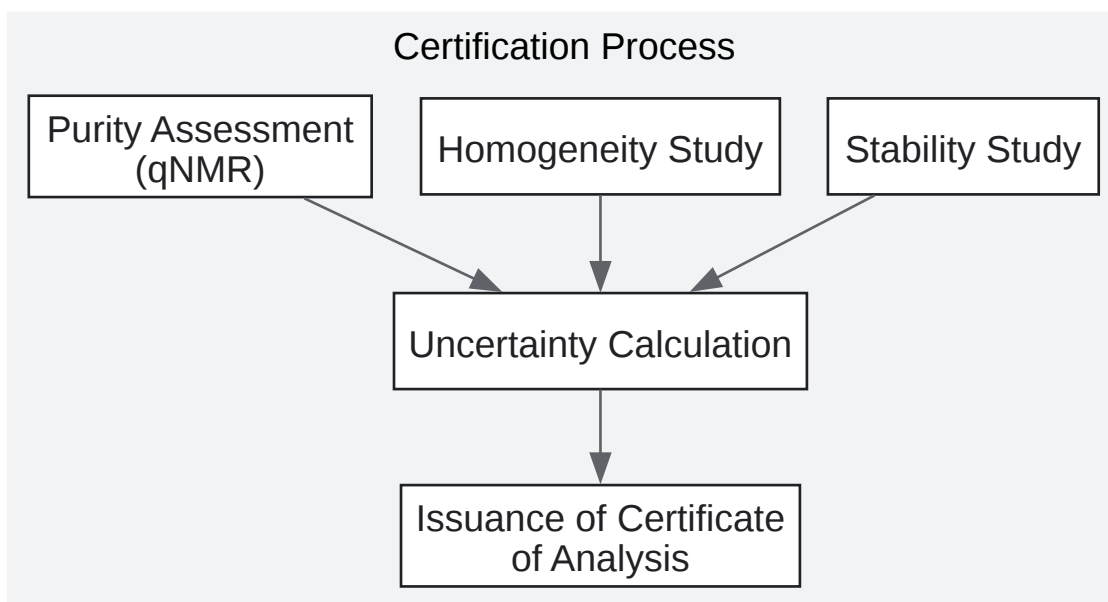 Certification Process
Purity Assessment
(qNMR)
Homogeneity Study
Stability Study
Uncertainty Calculation
Issuance of Certificate
of Analysis